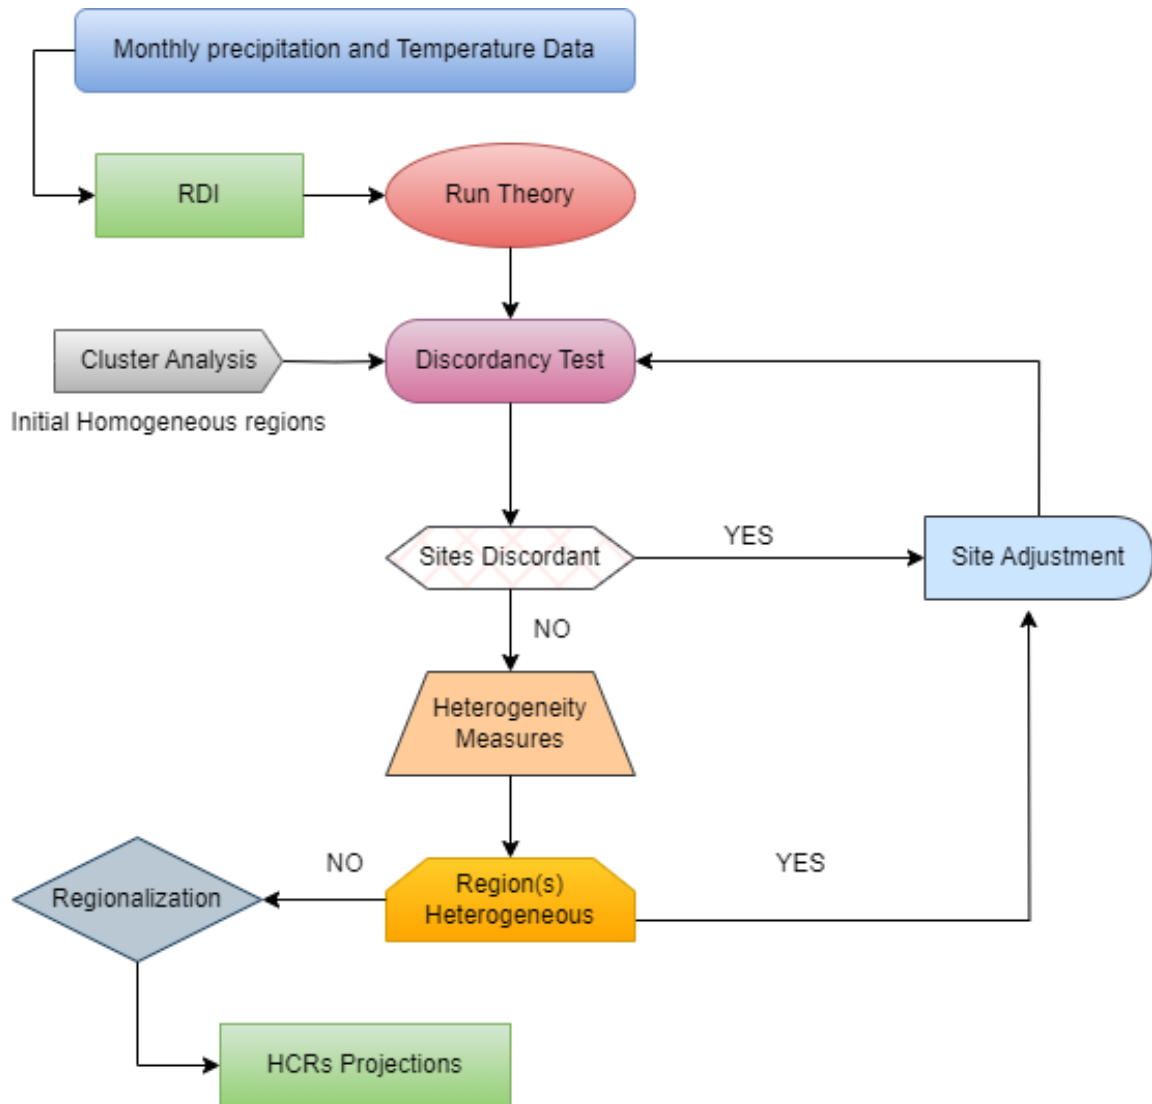 Monthly precipitation and Temperature Data
RDI
Run Theory
Cluster Analysis
Discordancy Test
Initial Homogeneous regions
YES
Sites Discordant
Site Adjustment
NO
Heterogeneity
Measures
NO
YES
Regionalization
Region(s)
Heterogeneous
HCRs Projections